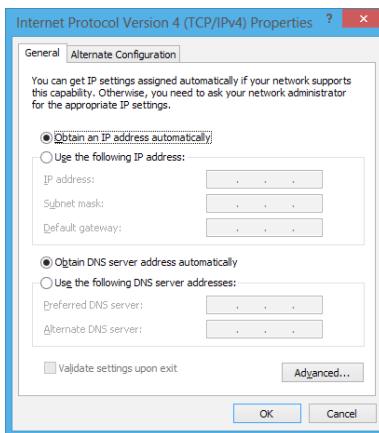 Internet Protocol Version 4 (TCP/IPv4) Properties ? ×
General Alternate Configuration
You can get IP settings assigned automatically if your network supports
this capability. Otherwise, you need to ask your network administrator
for the appropriate IP settings.
Obtain an IP address automatically
Use the following IP address:
IP address:
Subnet mask:
Default gateway:
Obtain DNS server address automatically
Use the following DNS server addresses:
Preferred DNS server:
Alternate DNS server:
Validate settings upon exit
Advanced...
OK Cancel